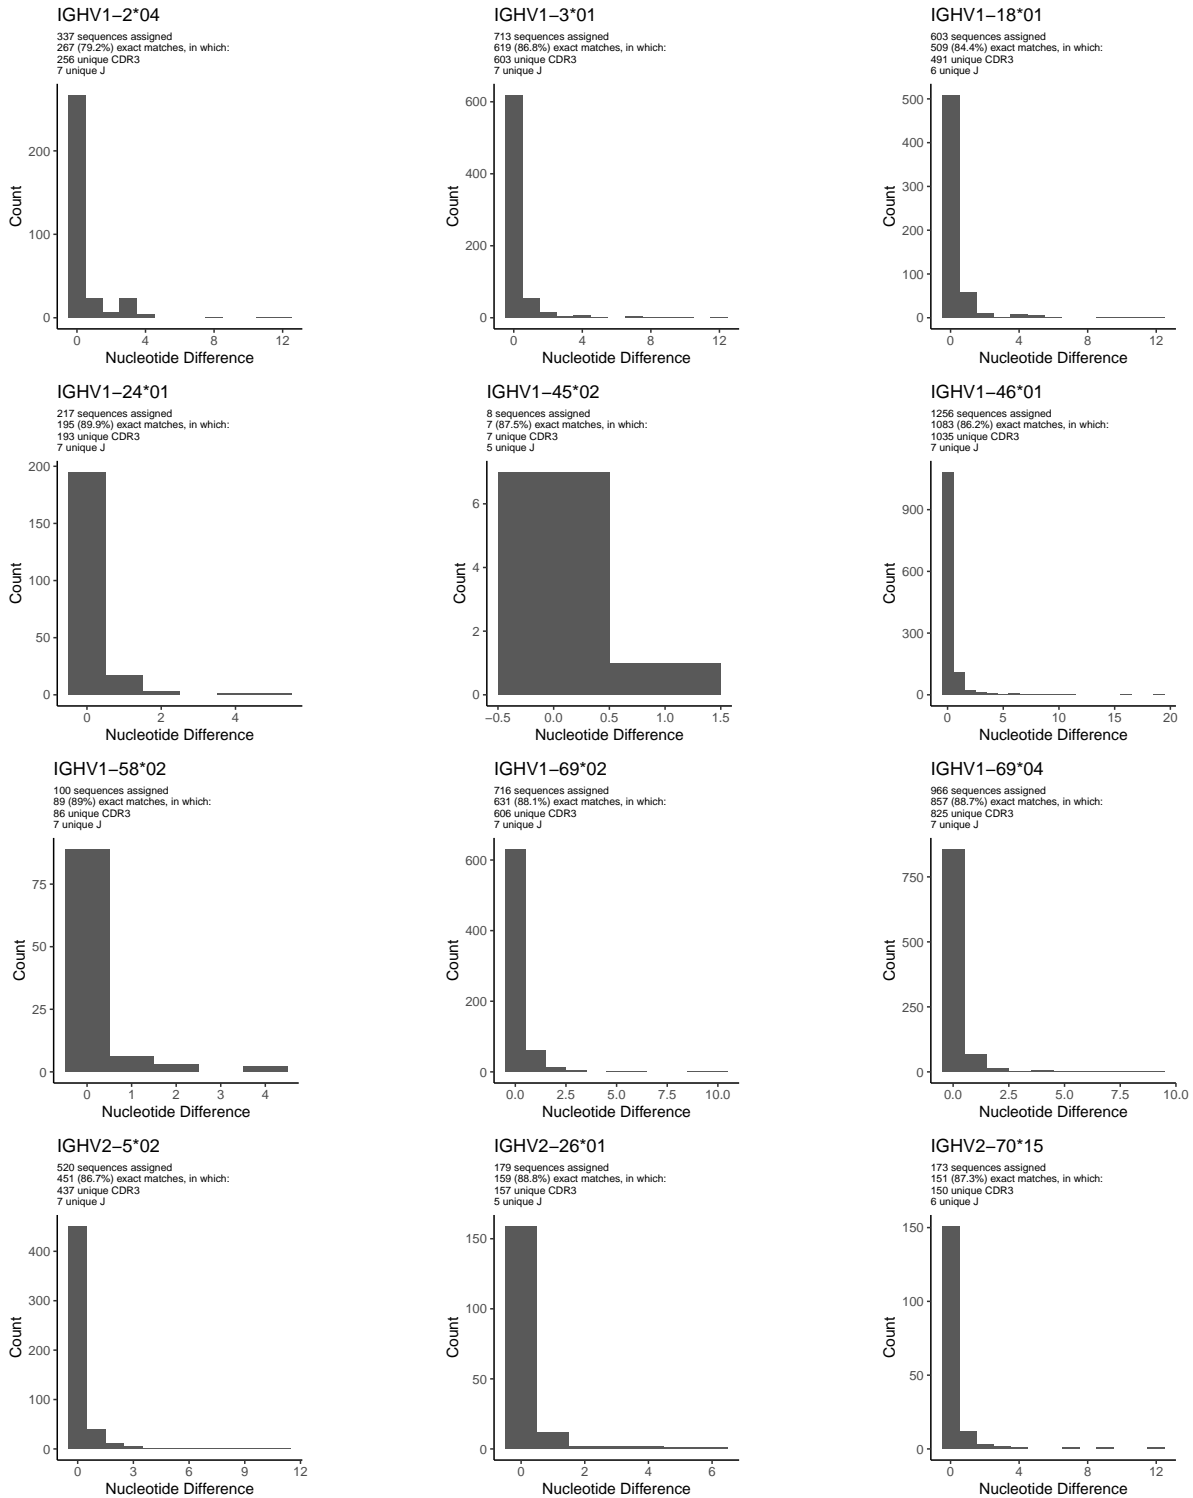 IGHV1−2*04
337 sequences assigned
267 (79.2%) exact matches, in which:
256 unique CDR3
7 unique J
Count
200
100
0
0 4 8 12
Nucleotide Difference
IGHV1−3*01
713 sequences assigned
619 (86.8%) exact matches, in which:
603 unique CDR3
7 unique J
Count
600
400
200
0
0 4 8 12
Nucleotide Difference
IGHV1−18*01
603 sequences assigned
509 (84.4%) exact matches, in which:
491 unique CDR3
6 unique J
Count
500
400
300
200
100
0
0 4 8 12
Nucleotide Difference
IGHV1−24*01
217 sequences assigned
195 (89.9%) exact matches, in which:
193 unique CDR3
7 unique J
Count
200
150
100
50
0
0 2 4
Nucleotide Difference
IGHV1−45*02
8 sequences assigned
7 (87.5%) exact matches, in which:
7 unique CDR3
5 unique J
Count
6
4
2
0
−0.5 0.0 0.5 1.0 1.5
Nucleotide Difference
IGHV1−46*01
1256 sequences assigned
1083 (86.2%) exact matches, in which:
1035 unique CDR3
7 unique J
Count
900
600
300
0
0 5 10 15 20
Nucleotide Difference
IGHV1−58*02
100 sequences assigned
89 (89%) exact matches, in which:
86 unique CDR3
7 unique J
Count
75
50
25
0
0 1 2 3 4
Nucleotide Difference
IGHV1−69*02
716 sequences assigned
631 (88.1%) exact matches, in which:
606 unique CDR3
7 unique J
Count
600
400
200
0
0.0 2.5 5.0 7.5 10.0
Nucleotide Difference
IGHV1−69*04
966 sequences assigned
857 (88.7%) exact matches, in which:
825 unique CDR3
7 unique J
Count
750
500
250
0
0.0 2.5 5.0 7.5 10.0
Nucleotide Difference
IGHV2−5*02
520 sequences assigned
451 (86.7%) exact matches, in which:
437 unique CDR3
7 unique J
Count
400
300
200
100
0
0 3 6 9 12
Nucleotide Difference
IGHV2−26*01
179 sequences assigned
159 (88.8%) exact matches, in which:
157 unique CDR3
5 unique J
Count
150
100
50
0
0 2 4 6
Nucleotide Difference
IGHV2−70*15
173 sequences assigned
151 (87.3%) exact matches, in which:
150 unique CDR3
6 unique J
Count
150
100
50
0
0 4 8 12
Nucleotide Difference